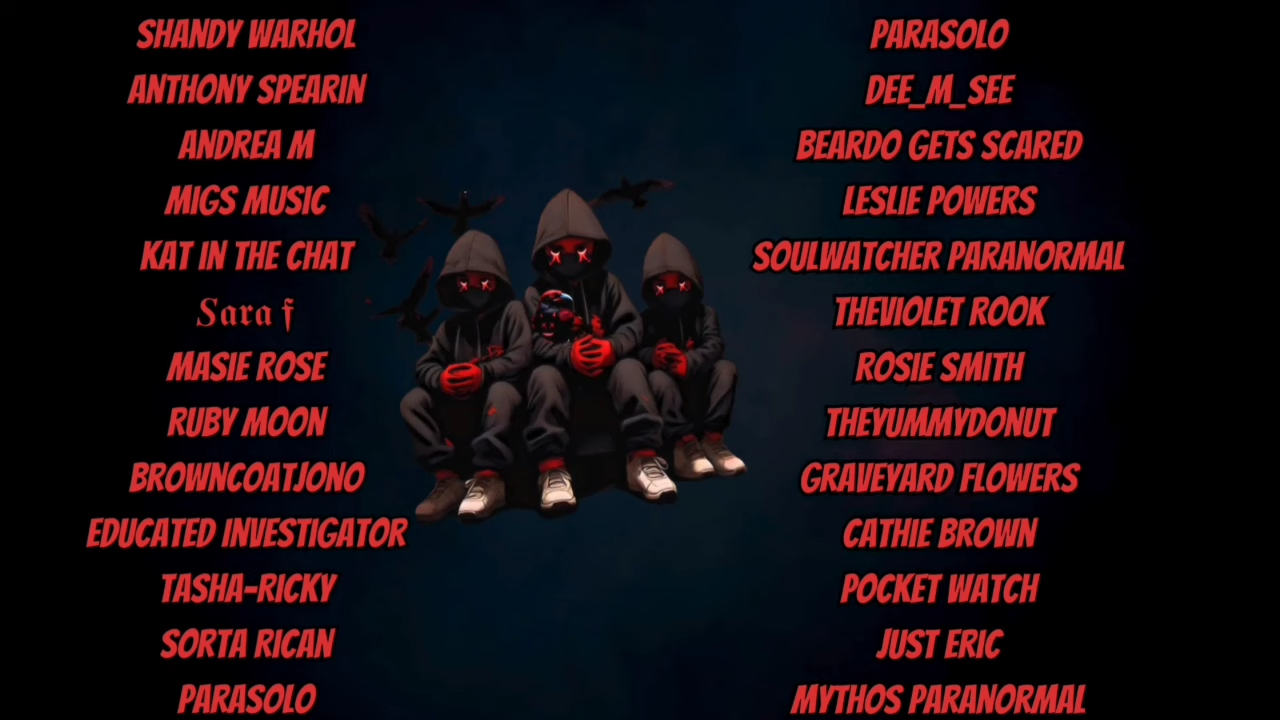 SHANDY WARHOL
ANTHONY SPEARIN
ANDREA M
MIGS MUSIC
KAT IN THE CHAT
Sara f
MASIE ROSE
RUBY MOON
BROWNCOATJONO
EDUCATED INVESTIGATOR
TASHA-RICKY
SORTA RICAN
PARASOLO
PARASOLO
DEE_M_SEE
BEARDO GETS SCARED
LESLIE POWERS
SOULWATCHER PARANORMAL
THEVIOLET ROOK
ROSIE SMITH
THEYUMMYDONUT
GRAVEYARD FLOWERS
CATHIE BROWN
POCKET WATCH
JUST ERIC
MYTHOS PARANORMAL